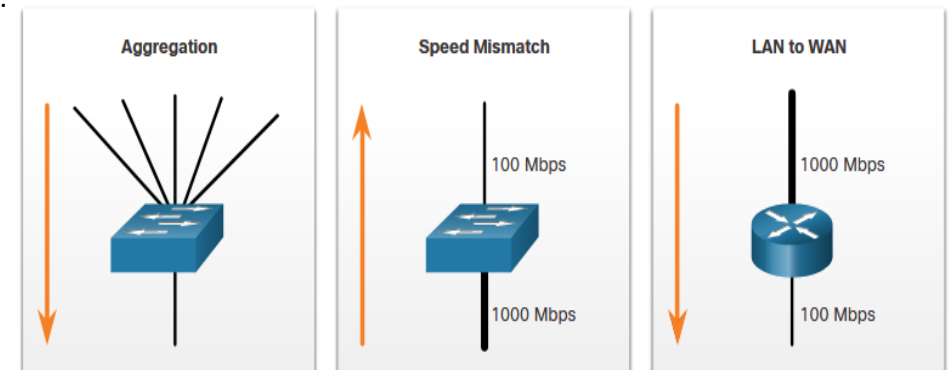 Aggregation
Speed Mismatch
100 Mbps
1000 Mbps
LAN to WAN
1000 Mbps
100 Mbps